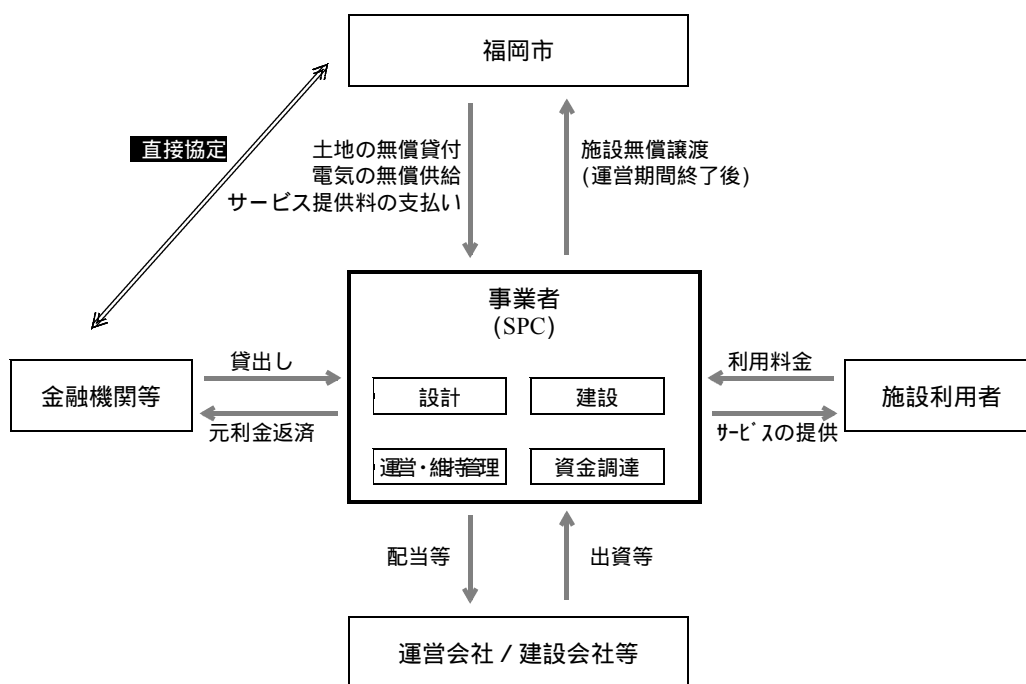 福岡市
直接協定
土地の無償貸付
電気の無償供給
サービス提供料の支払い
施設無償譲渡
(運営期間終了後)
事業者
(SPC)
貸出し
利用料金
金融機関等
設計
建設
施設利用者
元利金返済
ｻｰﾋﾞｽの提供
運営・維持管理
資金調達
配当等
出資等
運営会社 / 建設会社等